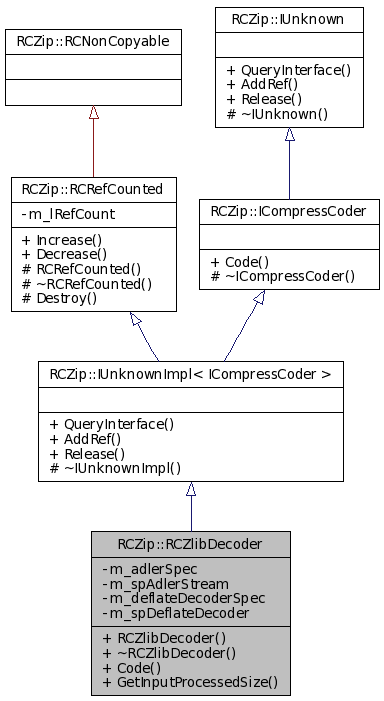 RCZip::IUnknown
+ QueryInterface()
+ AddRef()
+ Release()
# ~IUnknown()
RCZip::RCNonCopyable
RCZip::RCRefCounted
- m_lRefCount
+ Increase()
+ Decrease()
# RCRefCounted()
# ~RCRefCounted()
# Destroy()
RCZip::ICompressCoder
+ Code()
# ~ICompressCoder()
RCZip::IUnknownImpl< ICompressCoder >
+ QueryInterface()
+ AddRef()
+ Release()
# ~IUnknownImpl()
RCZip::RCZlibDecoder
- m_adlerSpec
- m_spAdlerStream
- m_deflateDecoderSpec
- m_spDeflateDecoder
+ RCZlibDecoder()
+ ~RCZlibDecoder()
+ Code()
+ GetInputProcessedSize()